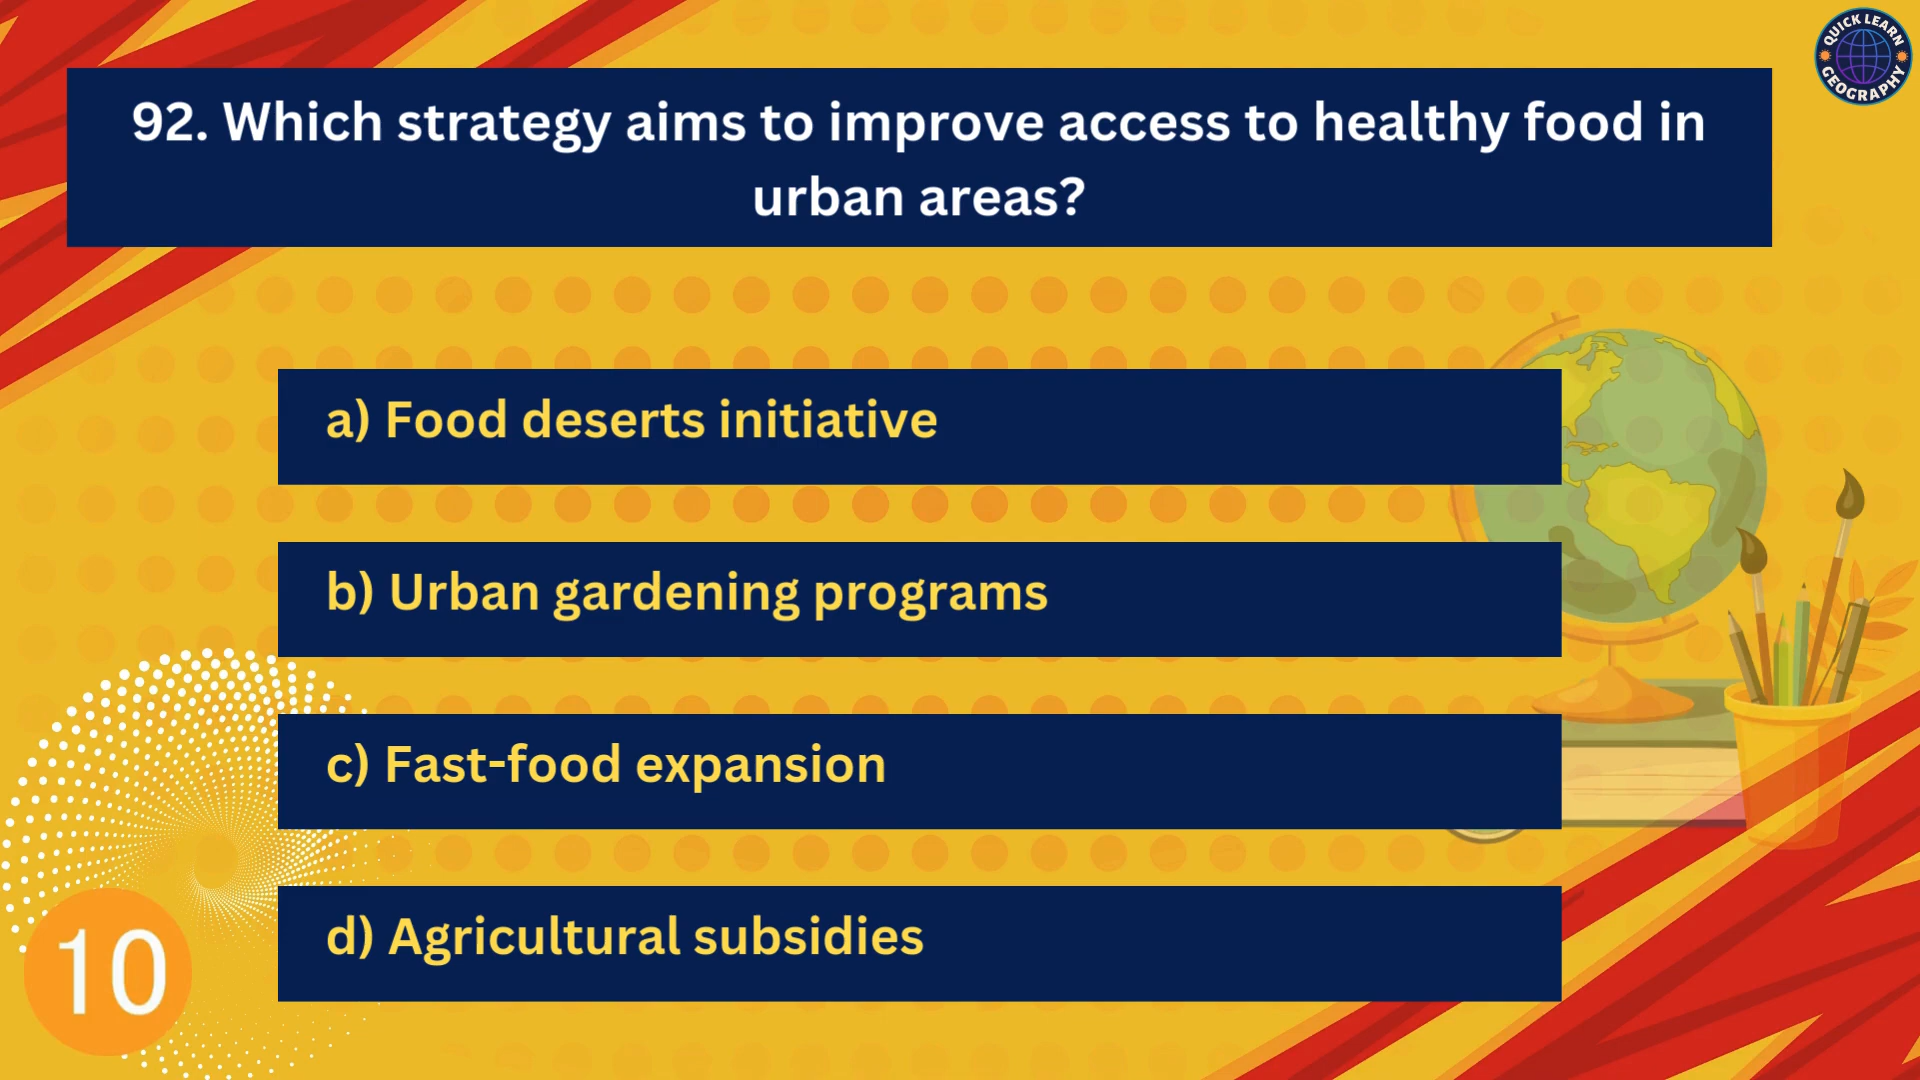 QUICK LEARN
GEOGRAPHY
92. Which strategy aims to improve access to healthy food in
urban areas?
a) Food deserts initiative
b) Urban gardening programs
c) Fast-food expansion
d) Agricultural subsidies
10